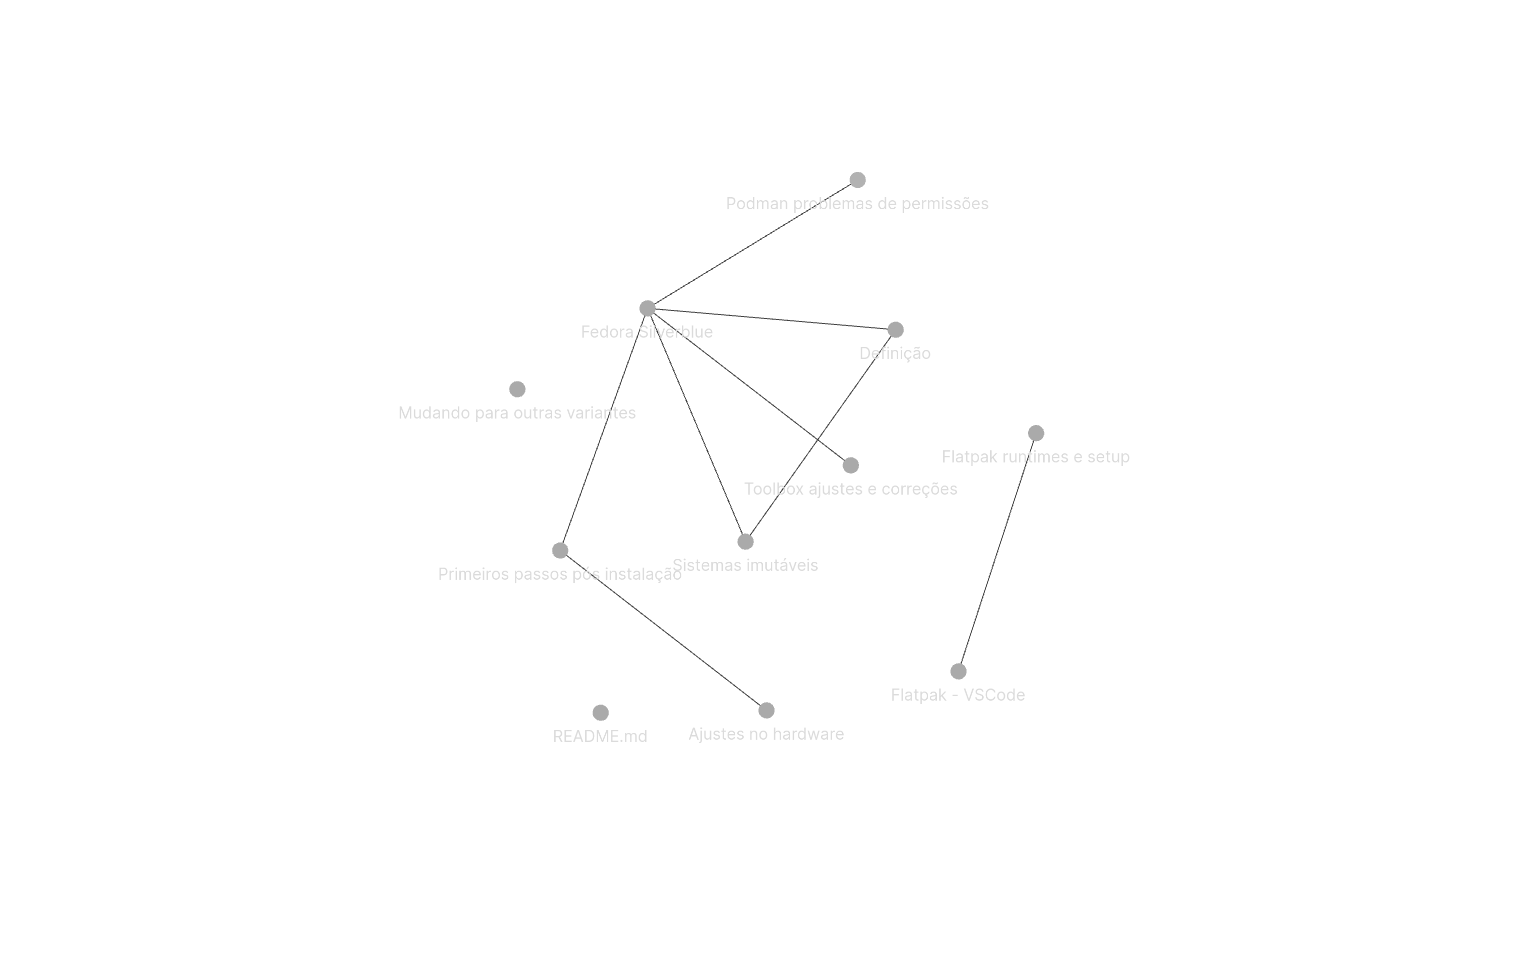 Podman problemas de permissões
Fedora Silverblue
Definição
Mudando para outras variantes
Flatpak runtimes e setup
Toolbox ajustes e correções
Sistemas imutáveis
Primeiros passos pós instalação
Flatpak - VSCode
Ajustes no hardware
README.md